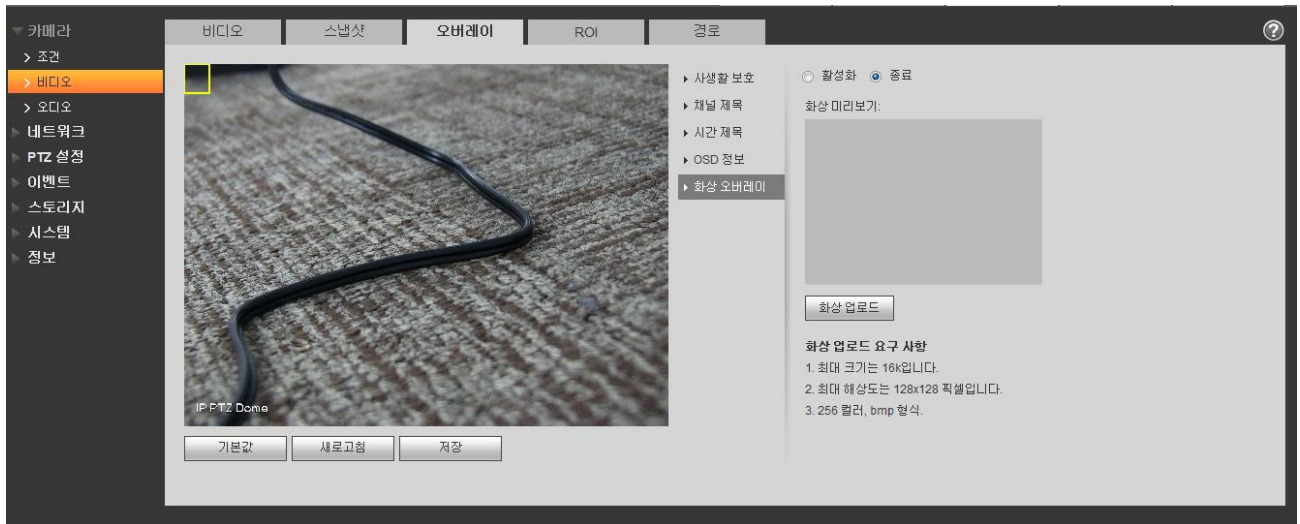 카메라
조건
비디오
오디오
네트워크
PTZ 설정
이벤트
스토리지
시스템
정보
비디오
스냅샷
오버레이
ROI
경로
IP PTZ Dome
기본값
새로고침
저장
사생활 보호
채널 제목
시간 제목
OSD 정보
화상 오버레이
활성화 종료
화상 미리보기:
화상 업로드
화상 업로드 요구 사항
1. 최대 크기는 16k입니다.
2. 최대 해상도는 128x128 픽셀입니다.
3. 256 컬러, bmp 형식.